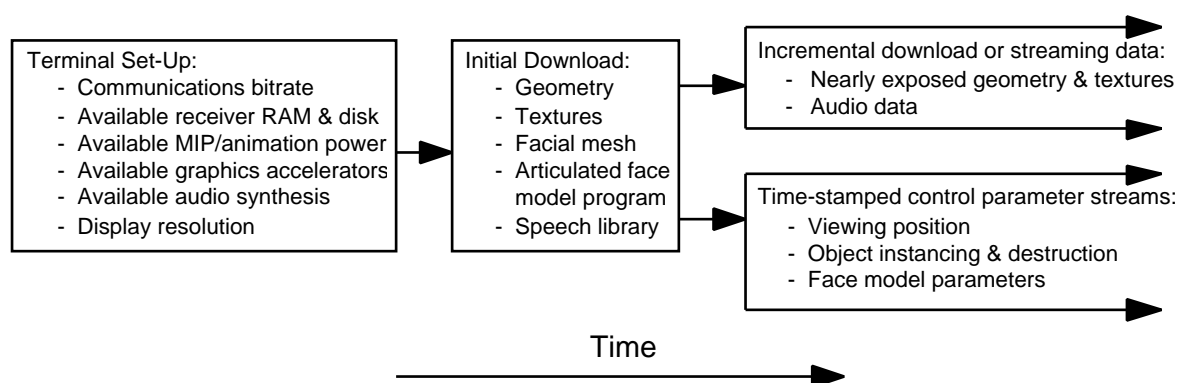 Terminal Set-Up:
- Communications bitrate
- Available receiver RAM & disk
- Available MIP/animation power
- Available graphics accelerators
- Available audio synthesis
- Display resolution
Initial Download:
- Geometry
- Textures
- Facial mesh
- Articulated face
model program
- Speech library
Incremental download or streaming data:
- Nearly exposed geometry & textures
- Audio data
Time-stamped control parameter streams:
- Viewing position
- Object instancing & destruction
- Face model parameters
Time